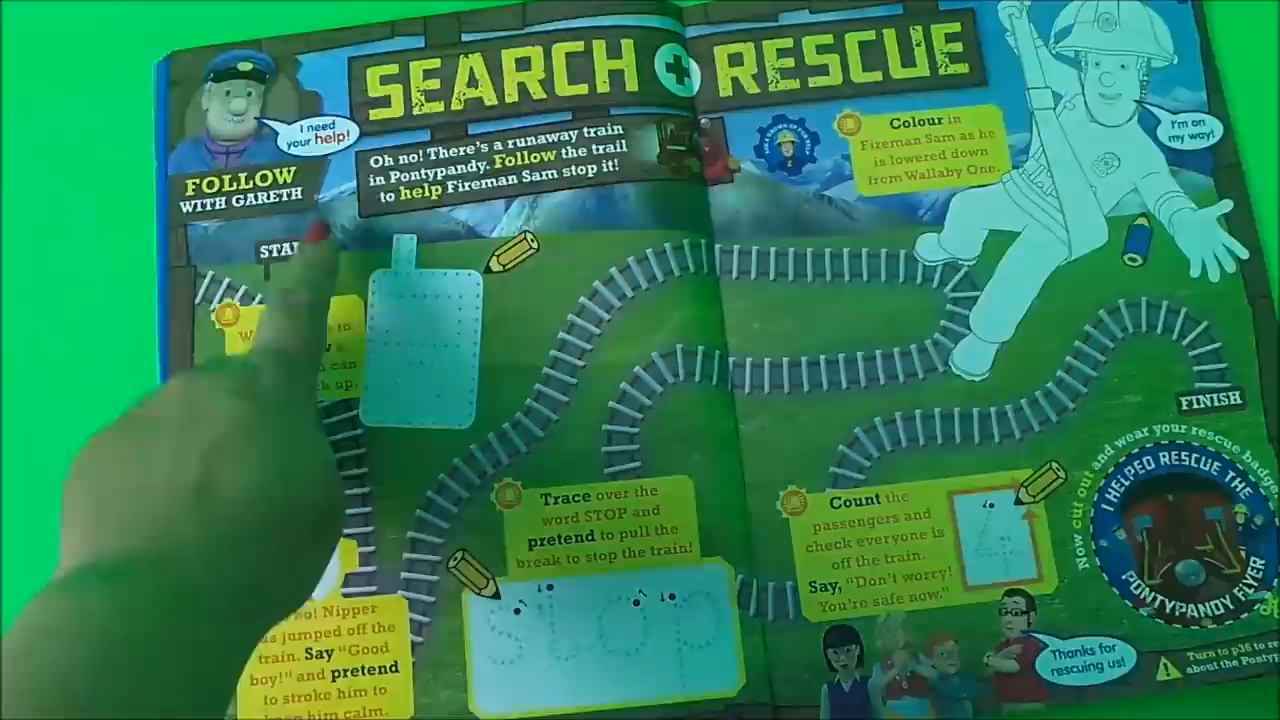 SEARCH RESCUE
I need
your help!
FOLLOW
WITH GARETH
Oh no! There's a runaway train
in Pontypandy. Follow the trail
to help Fireman Sam stop it!
Colour in
Fireman Sam as he
is lowered down
from Wallaby One.
I'm on
my way!
FINISH
Trace over the
word STOP and
pretend to pull the
break to stop the train!
stop
Count the
passengers and
check everyone is
off the train.
Say, "Don't worry!
You're safe now."
4
Nipper
jumped off the
train. Say "Good
boy!" and pretend
to stroke him to
him calm.
Now cut out and wear your rescue badge
I HELPED RESCUE THE
PONTYPANDY FLYER
Thanks for
rescuing us!
Turn to p36 to
about the